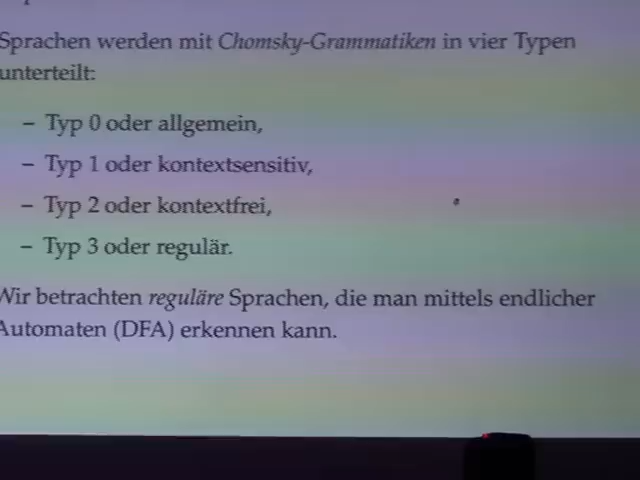 Sprachen werden mit Chomsky-Grammatiken in vier Typen
unterteilt:
– Typ 0 oder allgemein,
– Typ 1 oder kontextsensitiv,
– Typ 2 oder kontextfrei,
– Typ 3 oder regulär.
Wir betrachten reguläre Sprachen, die man mittels endlicher
Automaten (DFA) erkennen kann.